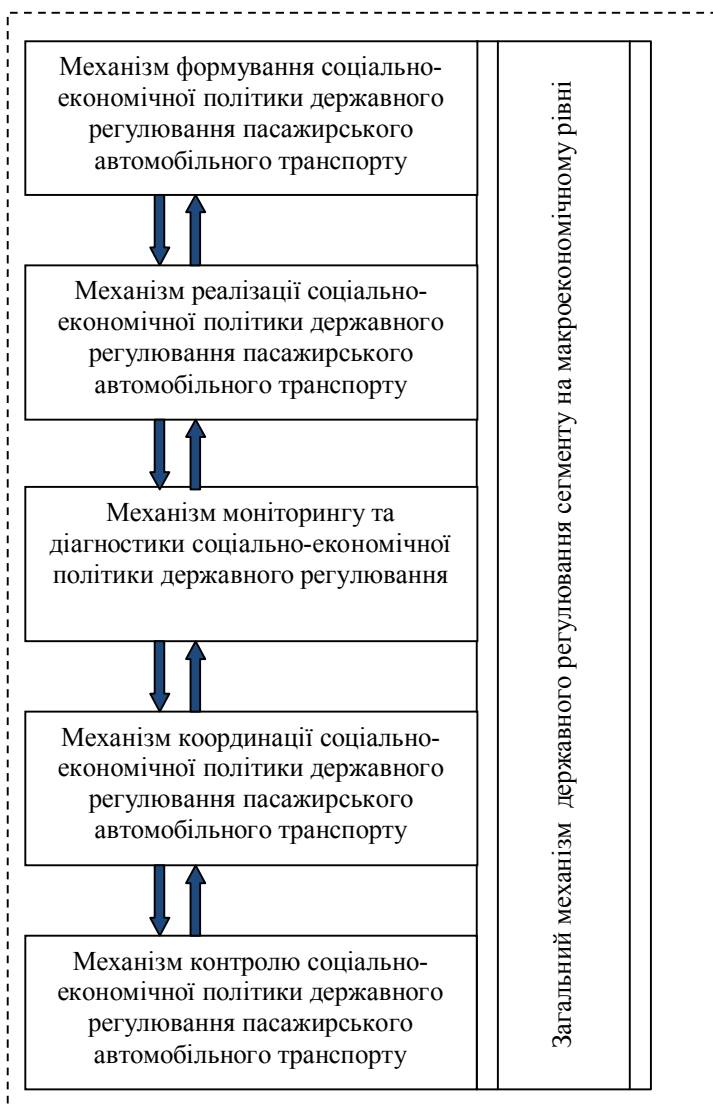 Механізм формування соціально-
економічної політики державного
регулювання пасажирського
автомобільного транспорту
Механізм реалізації соціально-
економічної політики державного
регулювання пасажирського
автомобільного транспорту
Механізм моніторингу та
діагностики соціально-економічної
політики державного регулювання
Механізм координації соціально-
економічної політики державного
регулювання пасажирського
автомобільного транспорту
Механізм контролю соціально-
економічної політики державного
регулювання пасажирського
автомобільного транспорту
Загальний механізм державного регулювання сегменту на макроекономічному рівні